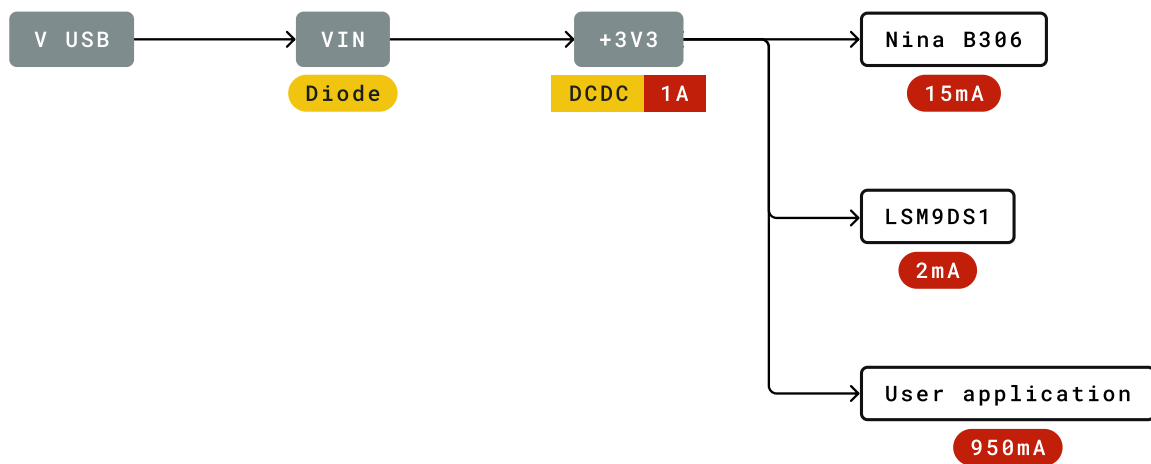 V USB
VIN
+3V3
Nina B306
Diode
DCDC
1A
15mA
LSM9DS1
2mA
User application
950mA